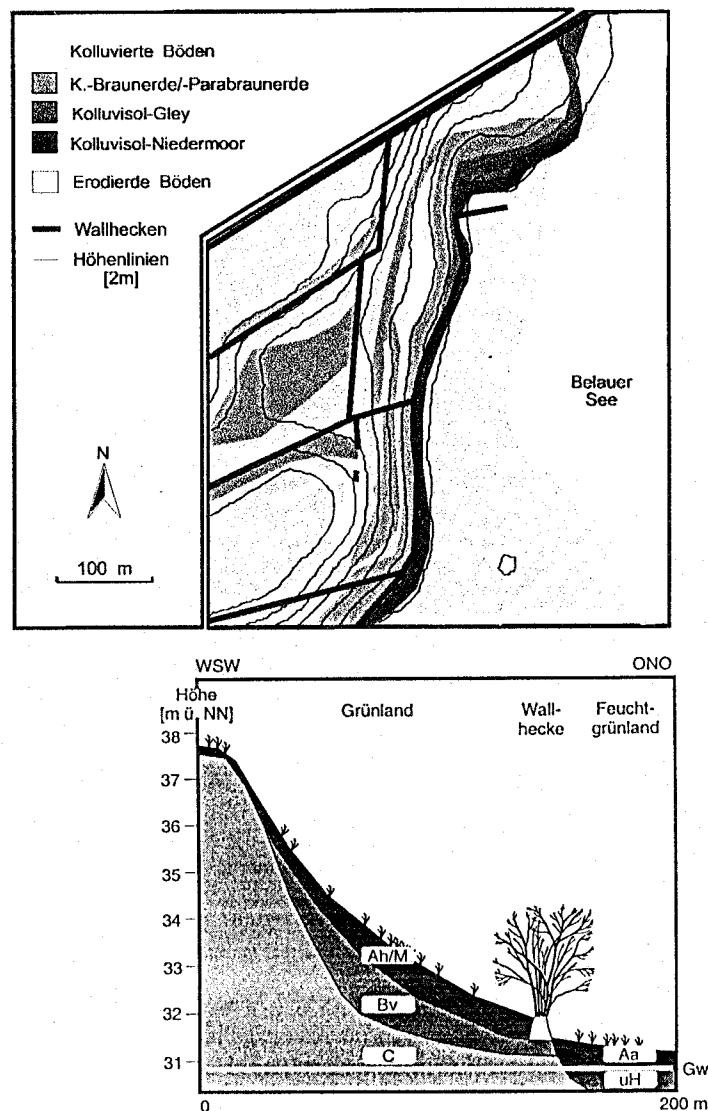 Kolluvierte Böden
K.-Braunerde/-Parabraunerde
Kolluvisol-Gley
Kolluvisol-Niedermoor
Erodierte Böden
Wallhecken
Höhenlinien
[2m]
N
100 m
Belauer
See
WSW
ONO
Höhe
[m ü. NN]
Grünland
Wall-
hecke
Feucht-
grünland
38
37
36
35
34
33
32
31
Ah/M
Bv
C
Aa
uH
Gw
0
200 m